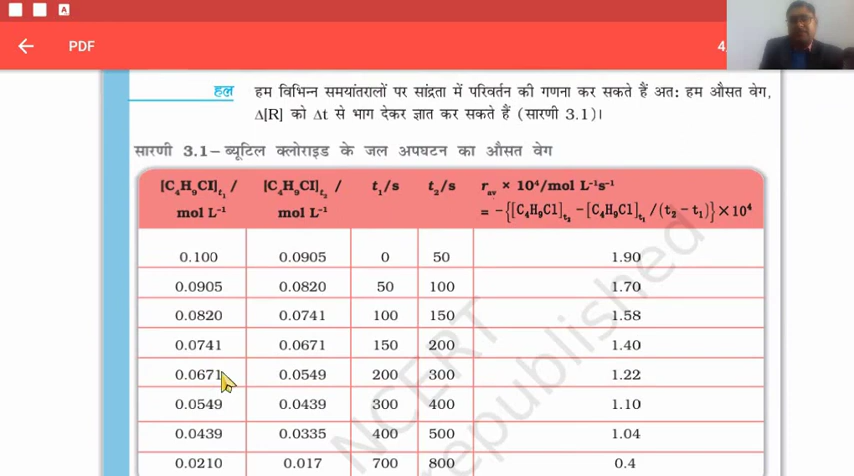 A
PDF
4
हल हम विभिन्न समयांतरालों पर सांद्रता में परिवर्तन की गणना कर सकते हैं अत: हम औसत वेग,
Δ[R] को Δt से भाग देकर ज्ञात कर सकते हैं (सारणी 3.1)।
सारणी 3.1– ब्यूटिल क्लोराइड के जल अपघटन का औसत वेग
[C₄H₉Cl]t₁ / mol L⁻¹ [C₄H₉Cl]t₂ / mol L⁻¹ t₁/s t₂/s rav × 10⁴/mol L⁻¹s⁻¹
= –{[C₄H₉Cl]t₂ – [C₄H₉Cl]t₁ /(t₂ – t₁)} × 10⁴
0.100 0.0905 0 50 1.90
0.0905 0.0820 50 100 1.70
0.0820 0.0741 100 150 1.58
0.0741 0.0671 150 200 1.40
0.0671 0.0549 200 300 1.22
0.0549 0.0439 300 400 1.10
0.0439 0.0335 400 500 1.04
0.0210 0.017 700 800 0.4
NCERT
republished